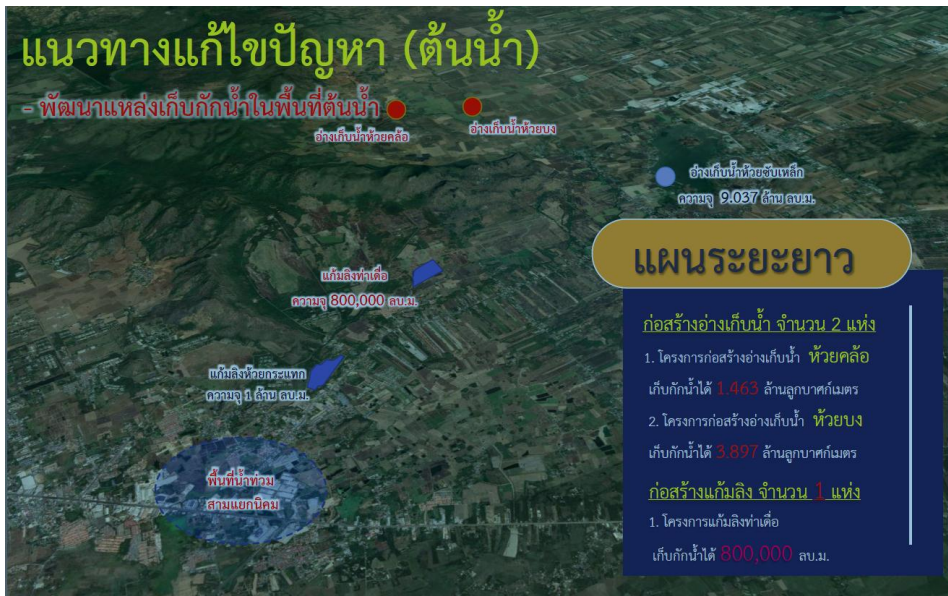 แนวทางแก้ไขปัญหา (ต้นน้ำ)
- พัฒนาแหล่งเก็บกักน้ำในพื้นที่ต้นน้ำ
อ่างเก็บน้ำห้วยคล้อ
อ่างเก็บน้ำห้วยบง
อ่างเก็บน้ำห้วยซับเหล็ก
ความจุ 9.037 ล้าน ลบ.ม.
แก้มลิงท่าเดื่อ
ความจุ 800,000 ลบ.ม.
แก้มลิงห้วยกระแทก
ความจุ 1 ล้าน ลบ.ม.
พื้นที่น้ำท่วม
สามแยกนิคม
แผนระยะยาว
ก่อสร้างอ่างเก็บน้ำ จำนวน 2 แห่ง
1. โครงการก่อสร้างอ่างเก็บน้ำ ห้วยคล้อ
เก็บกักน้ำได้ 1.463 ล้านลูกบาศก์เมตร
2. โครงการก่อสร้างอ่างเก็บน้ำ ห้วยบง
เก็บกักน้ำได้ 3.897 ล้านลูกบาศก์เมตร
ก่อสร้างแก้มลิง จำนวน 1 แห่ง
1. โครงการแก้มลิงท่าเดื่อ
เก็บกักน้ำได้ 800,000 ลบ.ม.